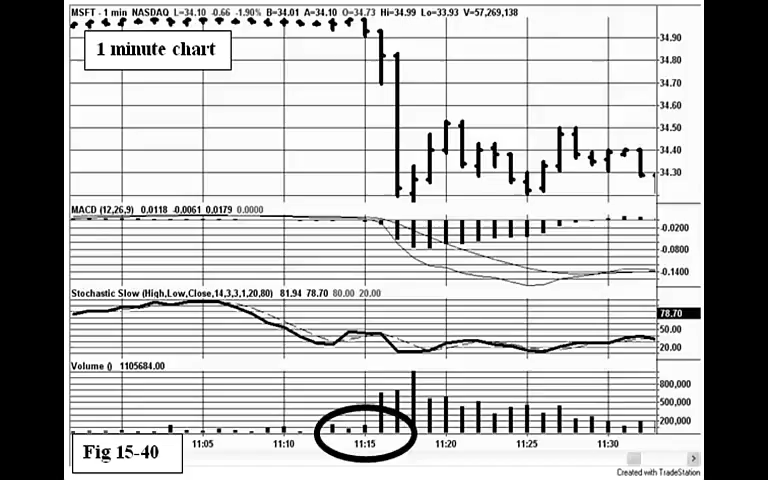 MSFT - 1 min NASDAQ L=34.10 -0.66 -1.90% B=34.01 A=34.10 O=34.73 Hi=34.99 Lo=33.93 V=57,269,138
1 minute chart
34.90
34.80
34.70
34.60
34.50
34.40
34.30
MACD (12,26,9) 0.0118 -0.0061 0.0179 0.0000
-0.0200
-0.0800
-0.1400
Stochastic Slow (High,Low,Close,14,3,3,1,20,80) 81.94 78.70 80.00 20.00
78.70
50.00
20.00
Volume () 1105684.00
800,000
500,000
200,000
11:05 11:10 11:15 11:20 11:25 11:30
Fig 15-40
Created with TradeStation